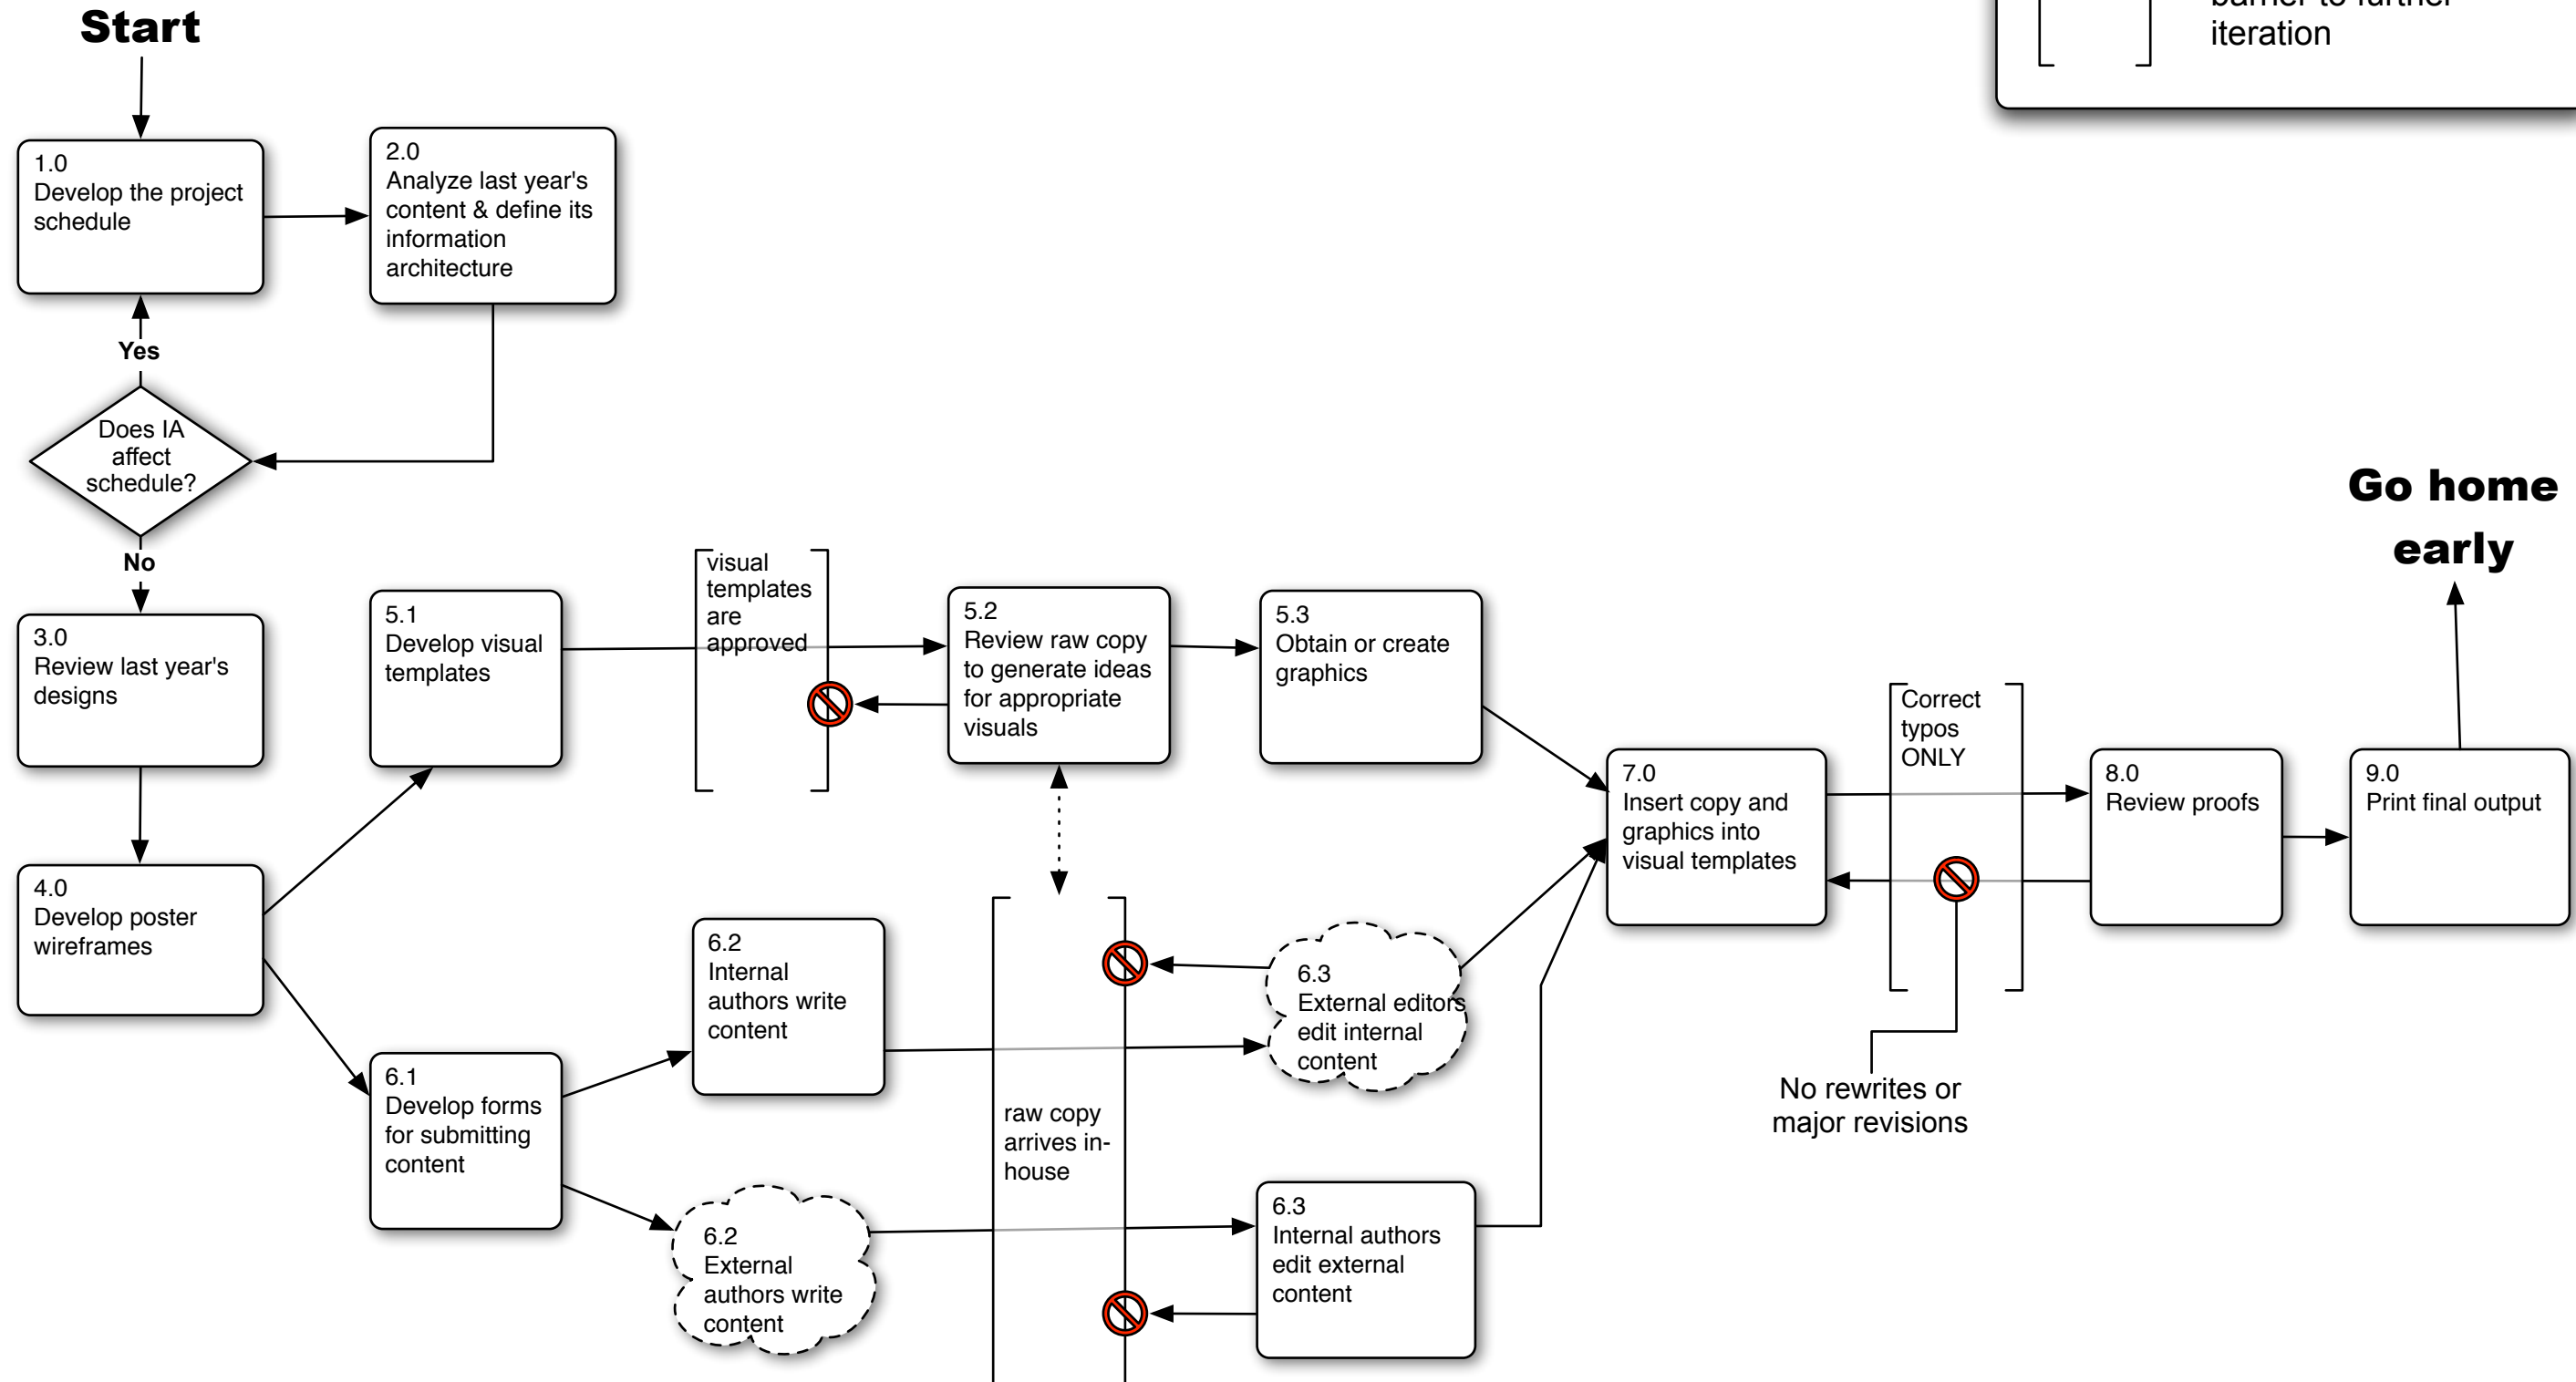 Start
barrier to further
iteration
1.0
Develop the project
schedule
2.0
Analyze last year's
content & define its
information
architecture
Yes
Does IA
affect
schedule?
No
3.0
Review last year's
designs
4.0
Develop poster
wireframes
5.1
Develop visual
templates
visual
templates
are
approved
5.2
Review raw copy
to generate ideas
for appropriate
visuals
5.3
Obtain or create
graphics
6.1
Develop forms
for submitting
content
6.2
Internal
authors write
content
6.2
External
authors write
content
raw copy
arrives in-
house
6.3
External editors
edit internal
content
6.3
Internal authors
edit external
content
7.0
Insert copy and
graphics into
visual templates
Correct
typos
ONLY
No rewrites or
major revisions
8.0
Review proofs
9.0
Print final output
Go home
early